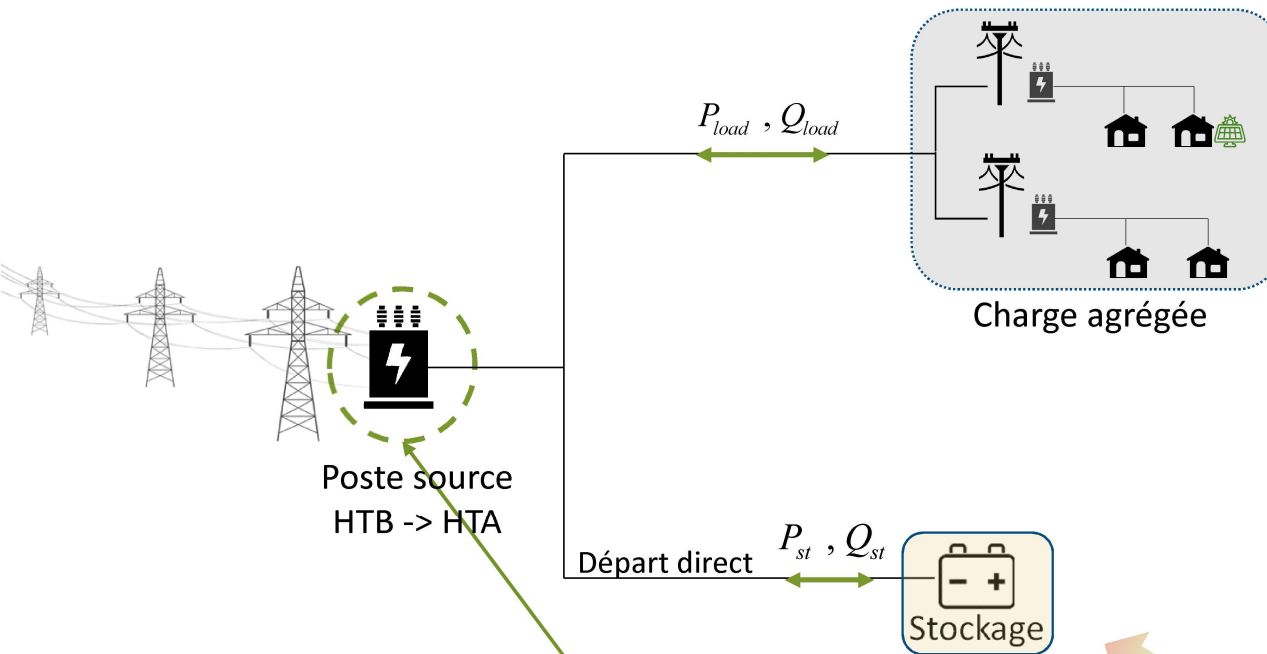 P_load , Q_load
Charge agrégée
Poste source
HTB -> HTA
Départ direct
P_st , Q_st
Stockage